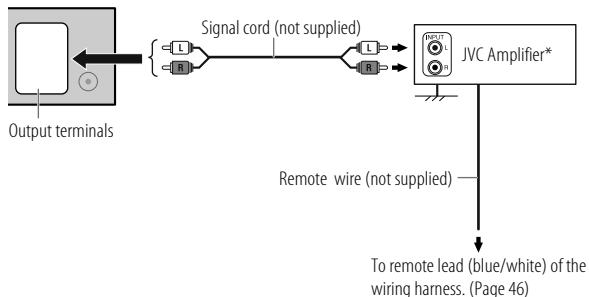 Signal cord (not supplied)
L
R
L
R
INPUT
L
R
JVC Amplifier*
Output terminals
Remote wire (not supplied)
To remote lead (blue/white) of the
wiring harness. (Page 46)